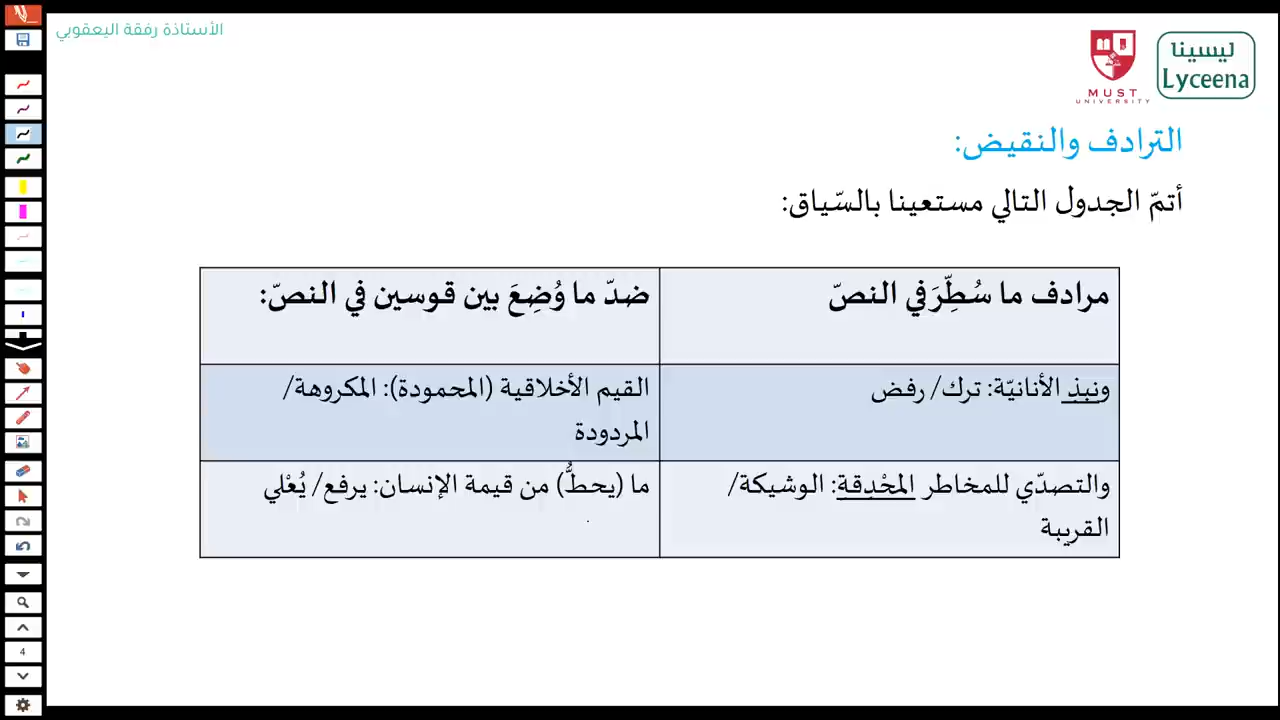 الأستاذة رفقة اليعقوبي
MUST
UNIVERSITY
ليسينا
Lyceena
الترادف والنقيض:
أتمّ الجدول التالي مستعينا بالسّياق:
مرادف ما سُطِّرَ في النصّ
ضدّ ما وُضِعَ بين قوسين في النصّ:
ونبذ الأنانيّة: ترك/ رفض
القيم الأخلاقية (المحمودة): المكروهة/
المردودة
والتصدّي للمخاطر المحْدِقة: الوشيكة/
القريبة
ما (يحطُّ) من قيمة الإنسان: يرفع/ يُعْلي
4